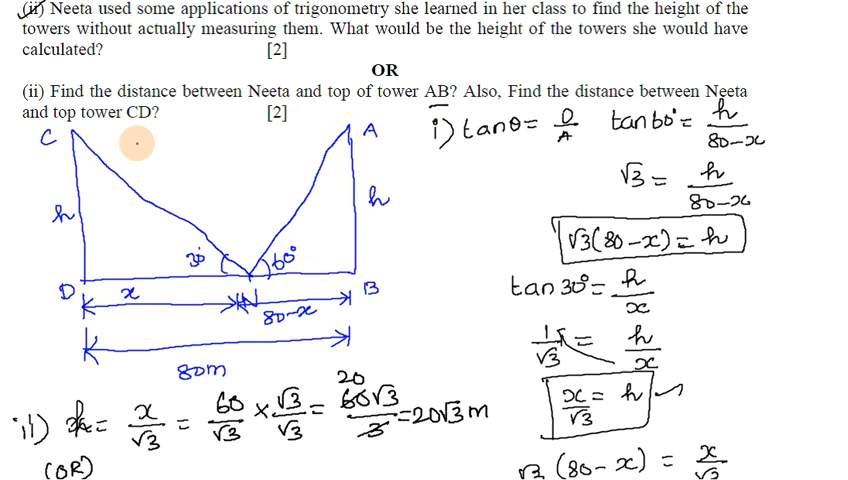 (ii) Neeta used some applications of trigonometry she learned in her class to find the height of the
towers without actually measuring them. What would be the height of the towers she would have
calculated? [2]
OR
(ii) Find the distance between Neeta and top of tower AB? Also, Find the distance between Neeta
and top tower CD? [2]
C A
h h
30° 60°
D N B
x 80-x
80m
i) tanθ = O/A tan60° = h/80-x
√3 = h/80-x
√3(80-x) = h
tan 30° = h/x
1/√3 = h/x
x/√3 = h
√3 (80-x) = x/√3
ii) h = x/√3 = 60/√3 × √3/√3 = 60√3/3 = 20√3 m
20
(OR)